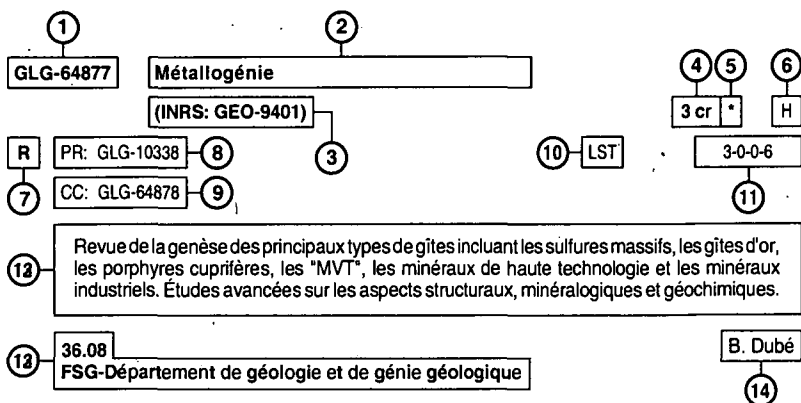 1 2
GLG-64877 Métallogénie 4 5 6
(INRS: GEO-9401) 3 cr * H
R PR: GLG-10338 8 3 10 LST 3-0-0-6
7 CC: GLG-64878 9 11
12 Revue de la genèse des principaux types de gîtes incluant les sulfures massifs, les gîtes d'or,
les porphyres cuprifères, les "MVT", les minéraux de haute technologie et les minéraux
industriels. Études avancées sur les aspects structuraux, minéralogiques et géochimiques.
13 36.08 B. Dubé
FSG-Département de géologie et de génie géologique
14